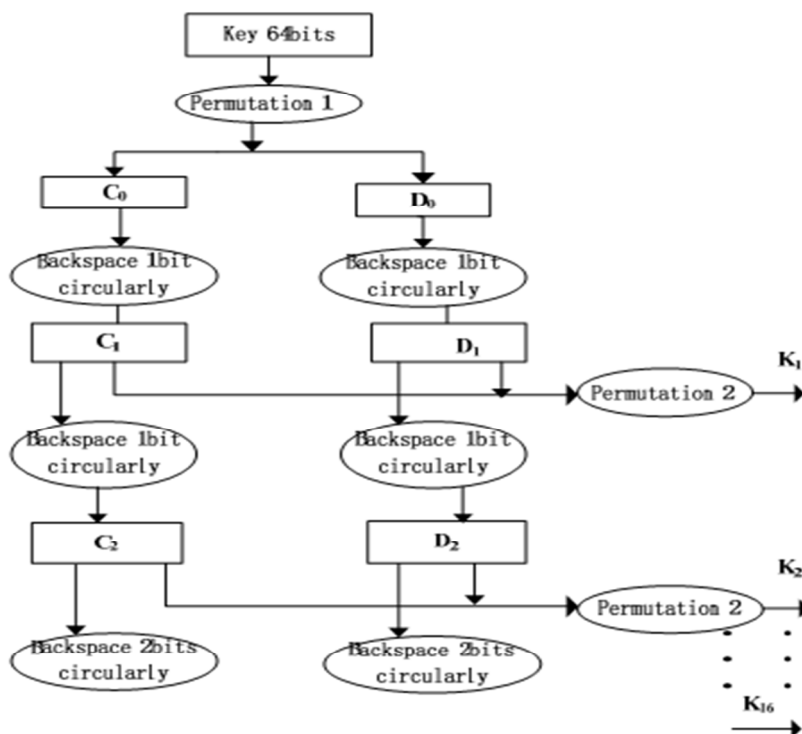 Key 64bits
Permutation 1
C₀
D₀
Backspace 1bit
circularly
Backspace 1bit
circularly
C₁
D₁
K₁
Permutation 2
Backspace 1bit
circularly
Backspace 1bit
circularly
C₂
D₂
K₂
Permutation 2
Backspace 2bits
circularly
Backspace 2bits
circularly
K₁₆